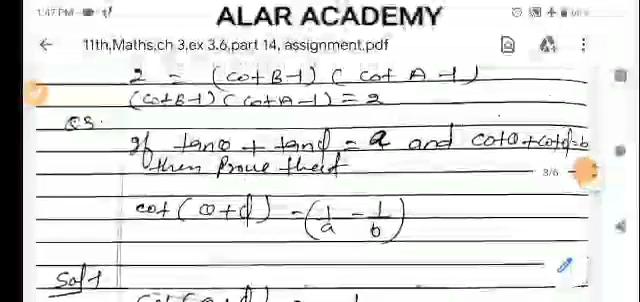 1:47 PM
ALAR ACADEMY
11th,Maths,ch 3,ex 3.6,part 14, assignment.pdf
2 = (cot B-1) (cot A-1)
(cot B-1) (cot A-1) = 2
Q3.
If tanθ + tanϕ = a and cotθ+cotϕ=b
then Prove that
3/6
cot (θ+ϕ) = (1/a - 1/b)
Sol↑